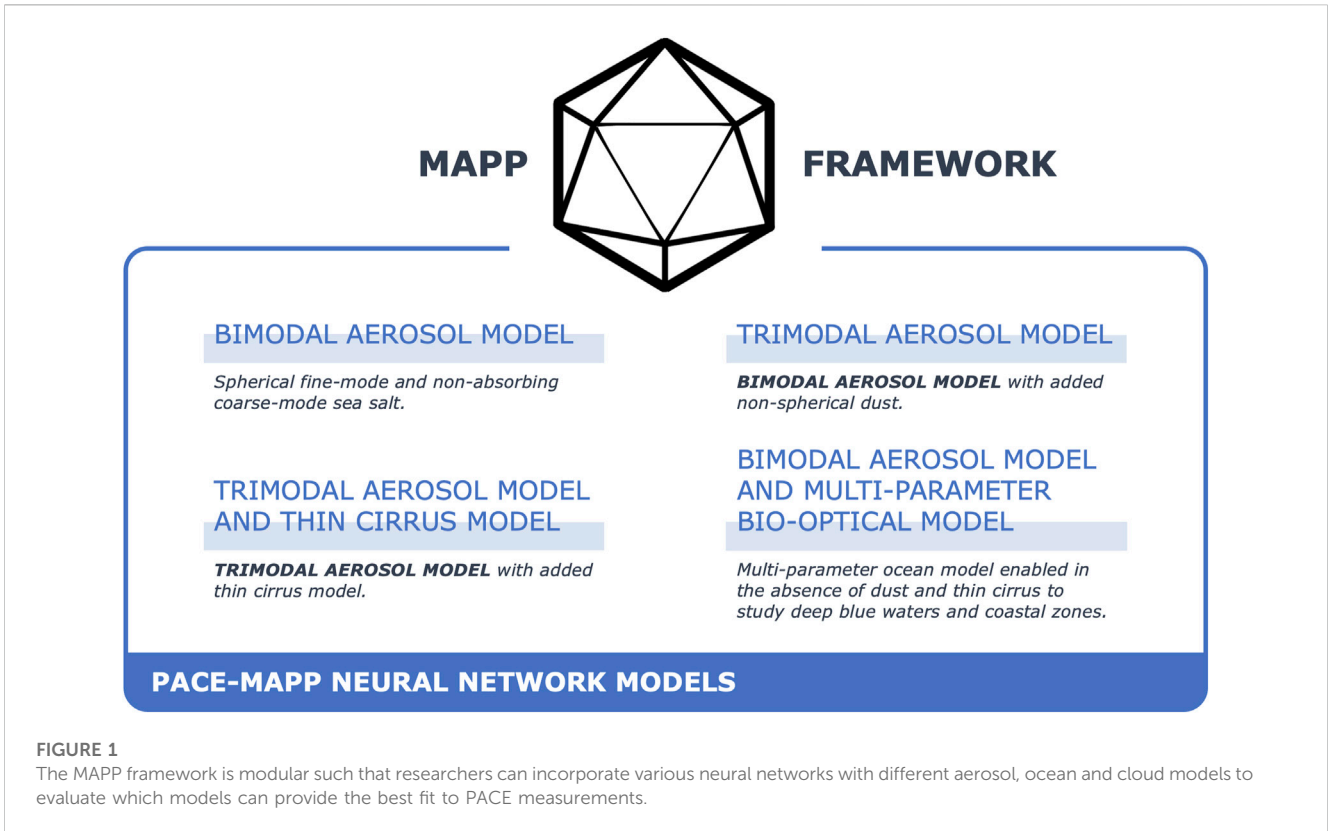 MAPP FRAMEWORK
BIMODAL AEROSOL MODEL
Spherical fine-mode and non-absorbing
coarse-mode sea salt.
TRIMODAL AEROSOL MODEL
BIMODAL AEROSOL MODEL with added
non-spherical dust.
TRIMODAL AEROSOL MODEL
AND THIN CIRRUS MODEL
TRIMODAL AEROSOL MODEL with added
thin cirrus model.
BIMODAL AEROSOL MODEL
AND MULTI-PARAMETER
BIO-OPTICAL MODEL
Multi-parameter ocean model enabled in
the absence of dust and thin cirrus to
study deep blue waters and coastal zones.
PACE-MAPP NEURAL NETWORK MODELS
FIGURE 1
The MAPP framework is modular such that researchers can incorporate various neural networks with different aerosol, ocean and cloud models to
evaluate which models can provide the best fit to PACE measurements.